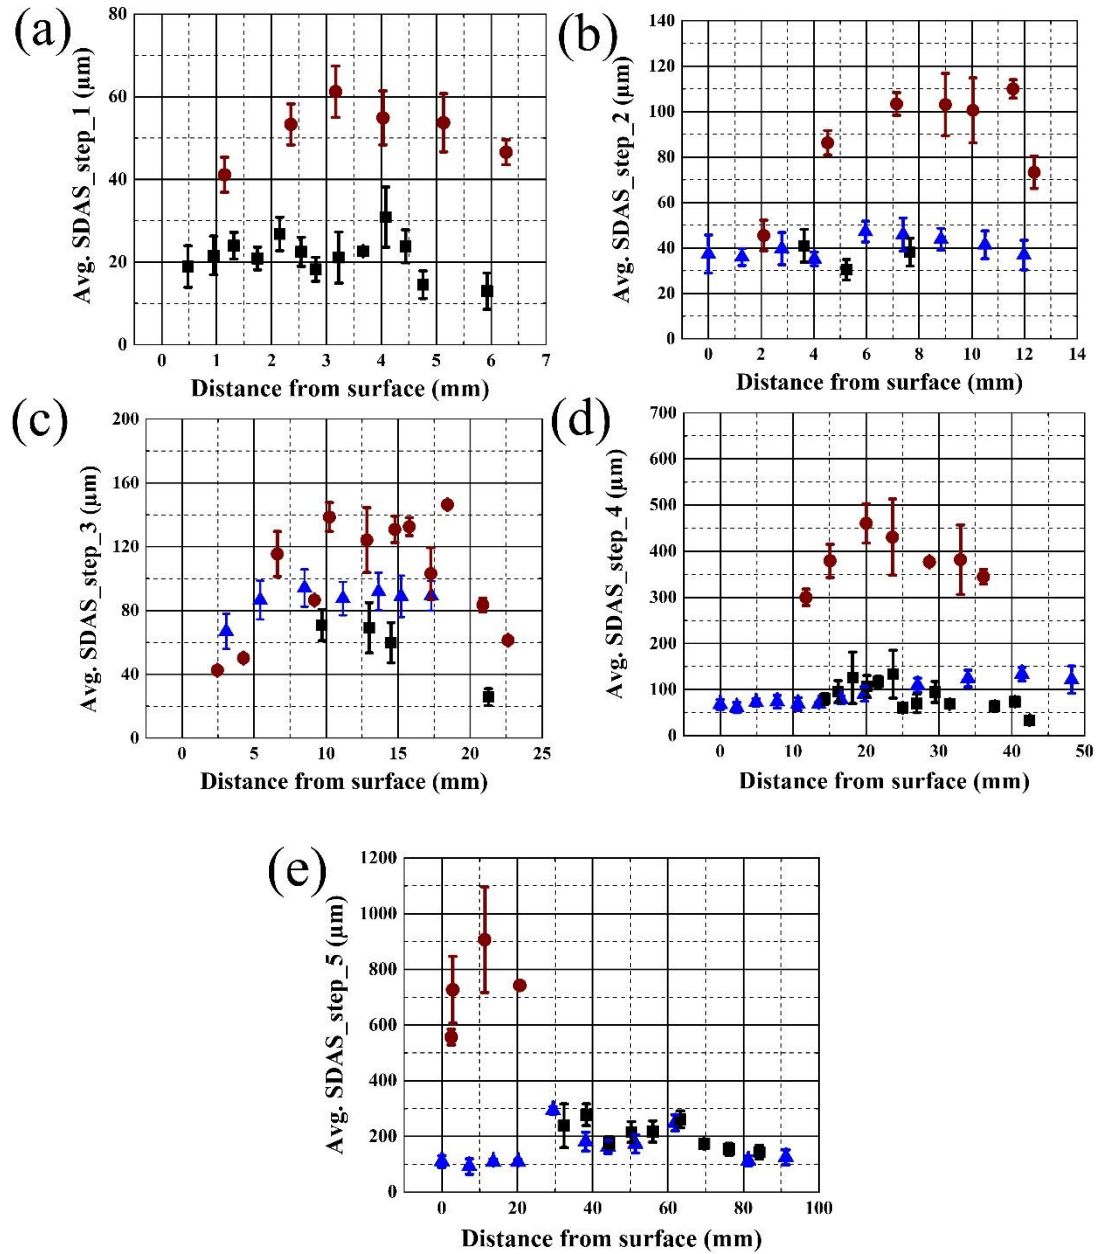 (a)
Avg. SDAS_step_1 (μm)
80
60
40
20
0
0 1 2 3 4 5 6 7
Distance from surface (mm)
(b)
Avg. SDAS_step_2 (μm)
140
120
100
80
60
40
20
0
0 2 4 6 8 10 12 14
Distance from surface (mm)
(c)
Avg. SDAS_step_3 (μm)
200
160
120
80
40
0
0 5 10 15 20 25
Distance from surface (mm)
(d)
Avg. SDAS_step_4 (μm)
700
600
500
400
300
200
100
0
0 10 20 30 40 50
Distance from surface (mm)
(e)
Avg. SDAS_step_5 (μm)
1200
1000
800
600
400
200
0
0 20 40 60 80 100
Distance from surface (mm)